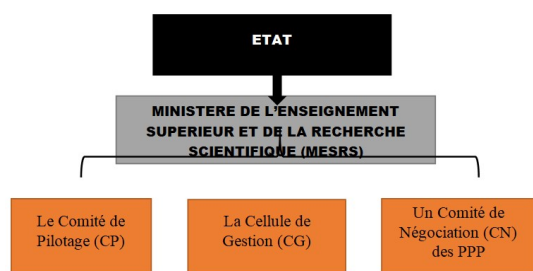 ETAT
MINISTERE DE L'ENSEIGNEMENT
SUPERIEUR ET DE LA RECHERCHE
SCIENTIFIQUE (MESRS)
Le Comité de
Pilotage (CP)
La Cellule de
Gestion (CG)
Un Comité de
Négociation (CN)
des PPP